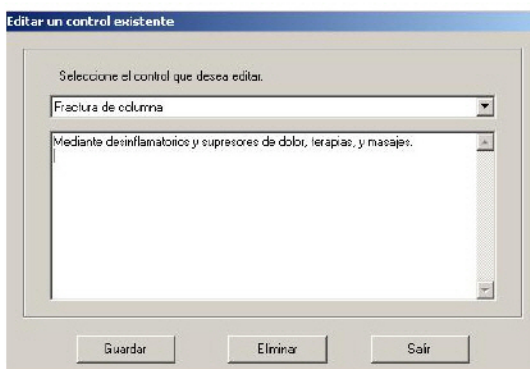 Editar un control existente
Seleccione el control que desea editar.
Fractura de columna
Mediante desinflamatorios y supresores de dolor, terapias, y masajes.
Guardar
Eliminar
Salir